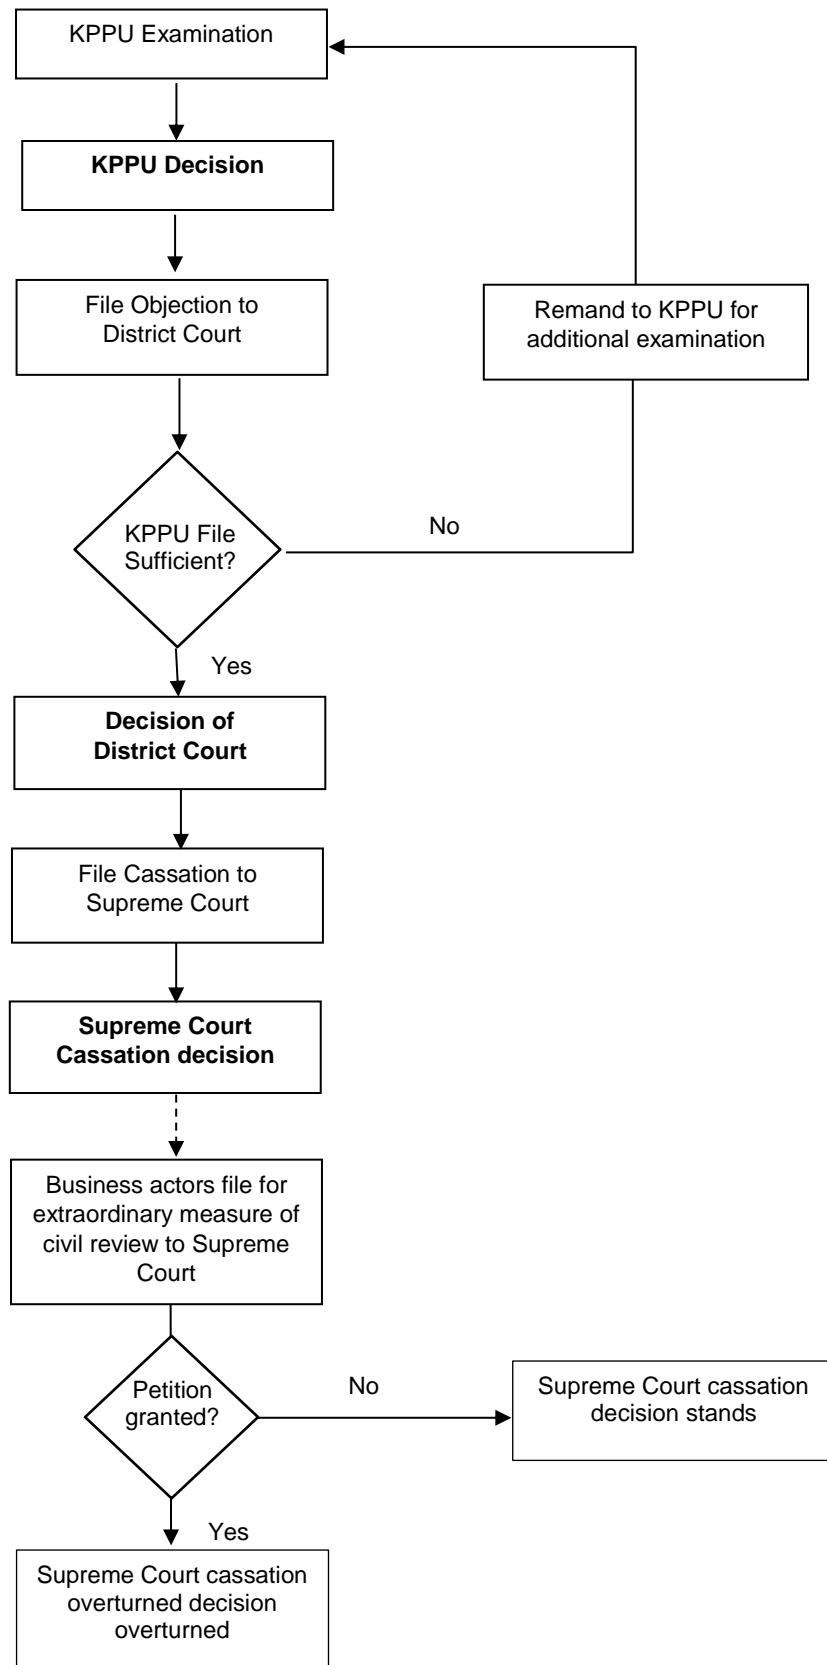 KPPU Examination
KPPU Decision
File Objection to
District Court
Remand to KPPU for
additional examination
KPPU File
Sufficient?
No
Yes
Decision of
District Court
File Cassation to
Supreme Court
Supreme Court
Cassation decision
Business actors file for
extraordinary measure of
civil review to Supreme
Court
Petition
granted?
No
Supreme Court cassation
decision stands
Yes
Supreme Court cassation
overturned decision
overturned